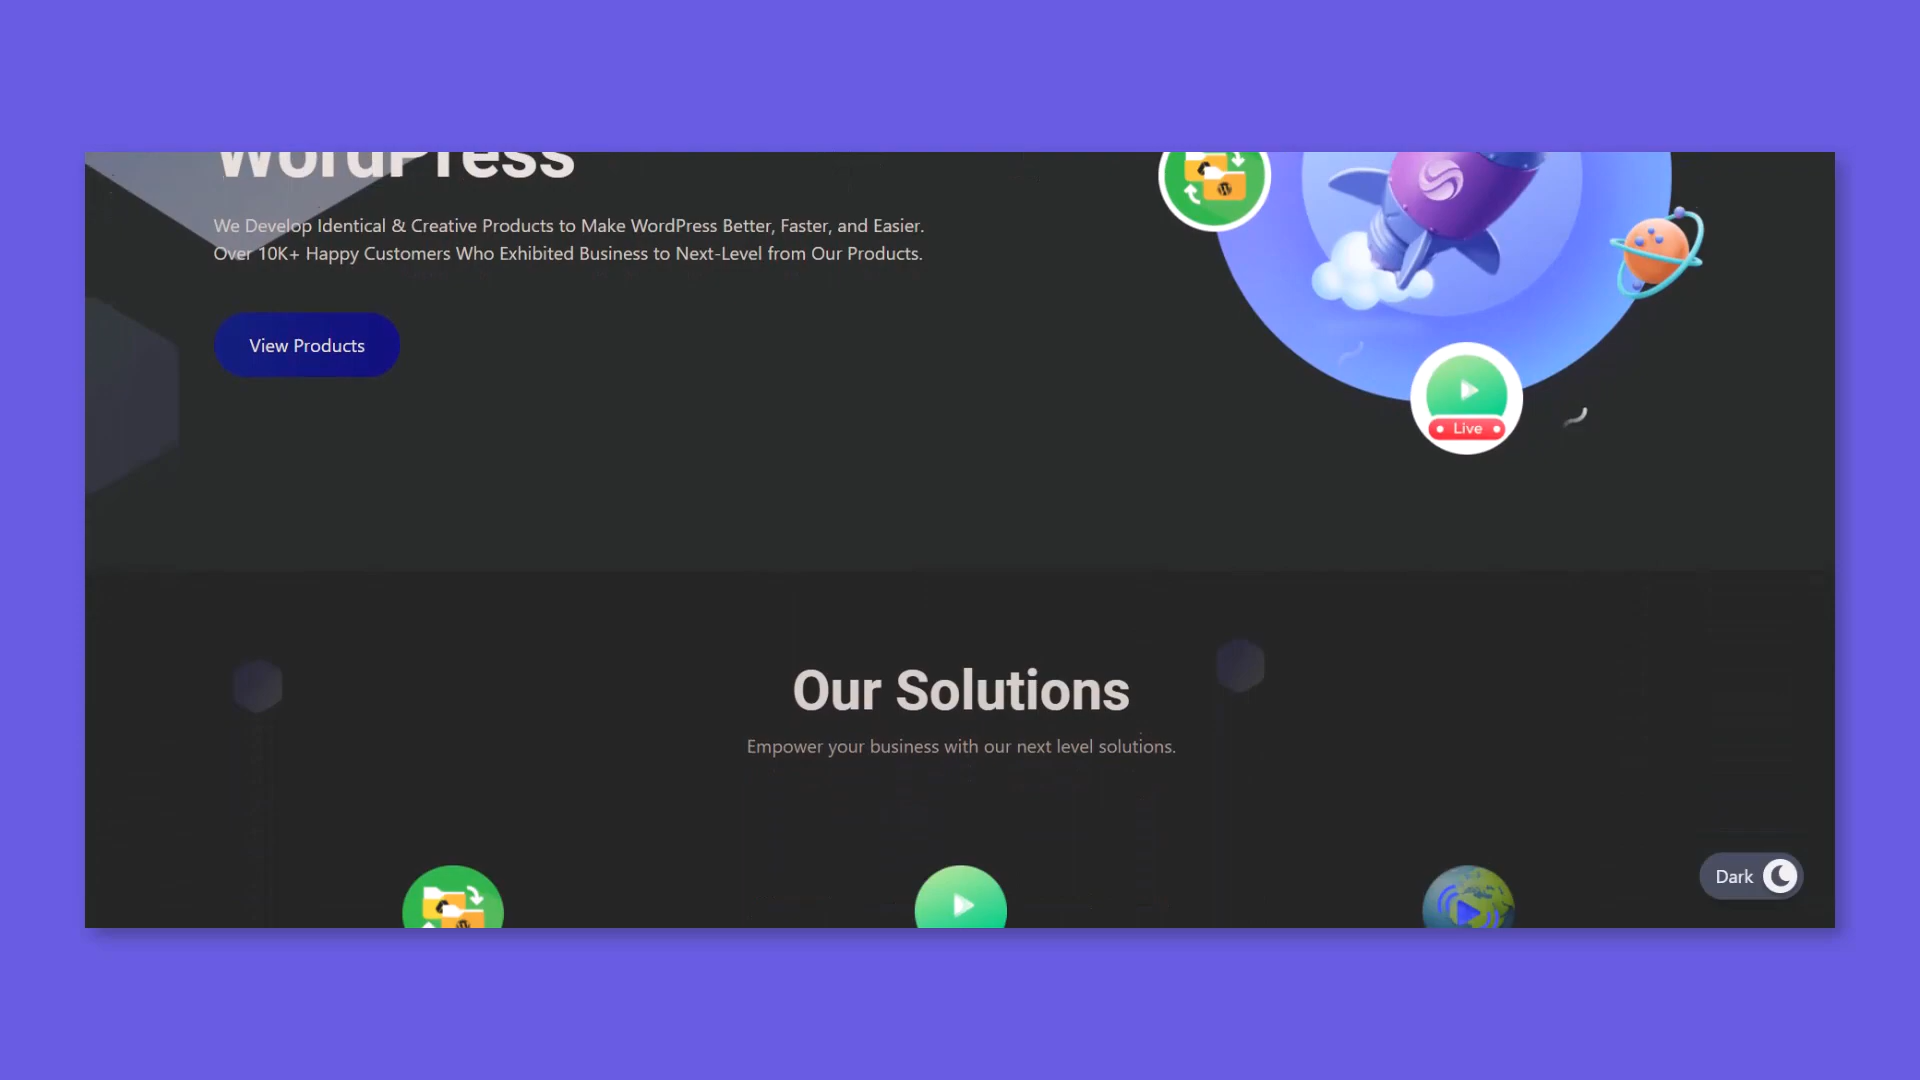 WordPress
We Develop Identical & Creative Products to Make WordPress Better, Faster, and Easier.
Over 10K+ Happy Customers Who Exhibited Business to Next-Level from Our Products.
View Products
Live
Our Solutions
Empower your business with our next level solutions.
Dark